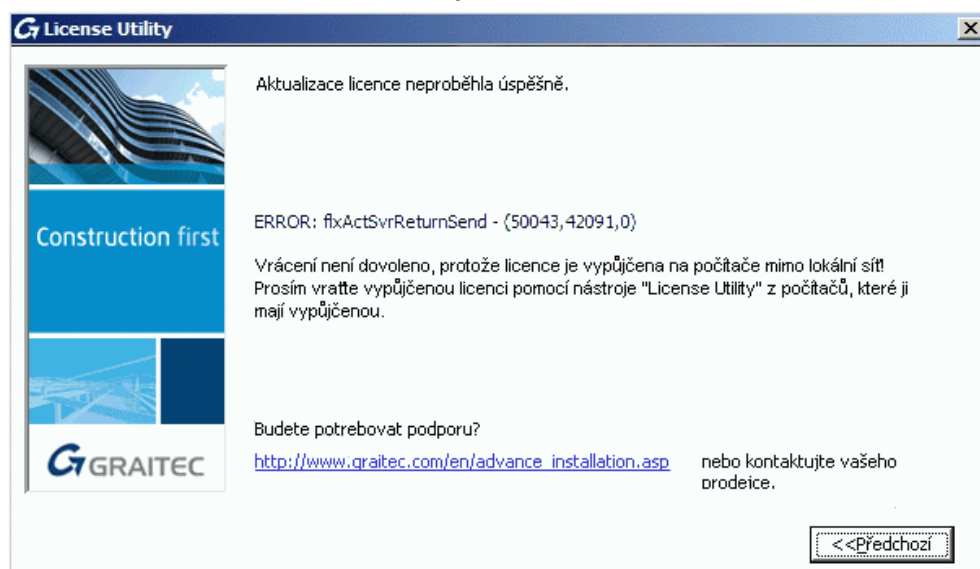 License Utility
Aktualizace licence neproběhla úspěšně.
ERROR: flxActSvrReturnSend - (50043,42091,0)
Construction first
Vrácení není dovoleno, protože licence je vypůjčena na počítače mimo lokální síť!
Prosím vraťte vypůjčenou licenci pomocí nástroje "License Utility" z počítačů, které ji
mají vypůjčenou.
Budete potrebovat podporu?
http://www.graitec.com/en/advance_installation.asp nebo kontaktujte vašeho
prodejce.
GRAITEC
<<Předchozí